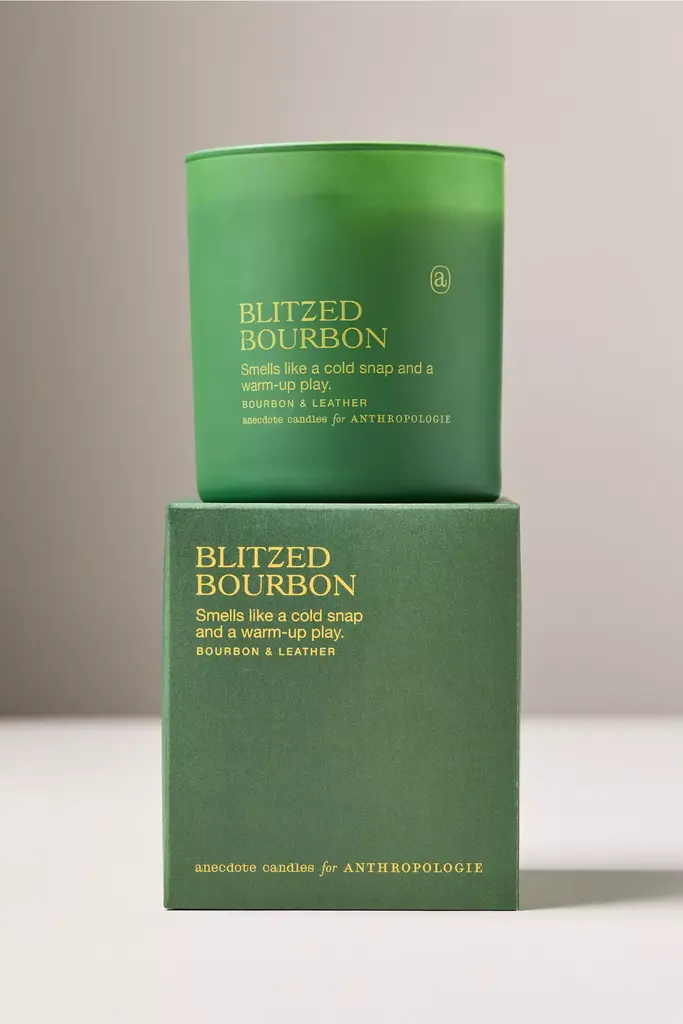 a
BLITZED
BOURBON
Smells like a cold snap and a
warm-up play.
BOURBON & LEATHER
anecdote candles for ANTHROPOLOGIE
BLITZED
BOURBON
Smells like a cold snap
and a warm-up play.
BOURBON & LEATHER
anecdote candles for ANTHROPOLOGIE